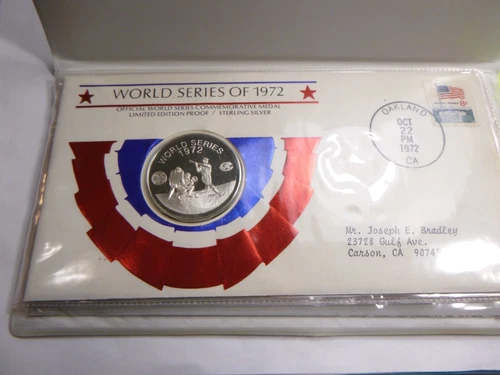 WORLD SERIES OF 1972
OFFICIAL WORLD SERIES COMMEMORATIVE MEDAL
LIMITED EDITION PROOF / STERLING SILVER
WORLD SERIES
1972
OAKLAND
OCT
22
PM
1972
CA
Mr. Joseph E. Bradley
23728 Gulf Ave.
Carson, CA